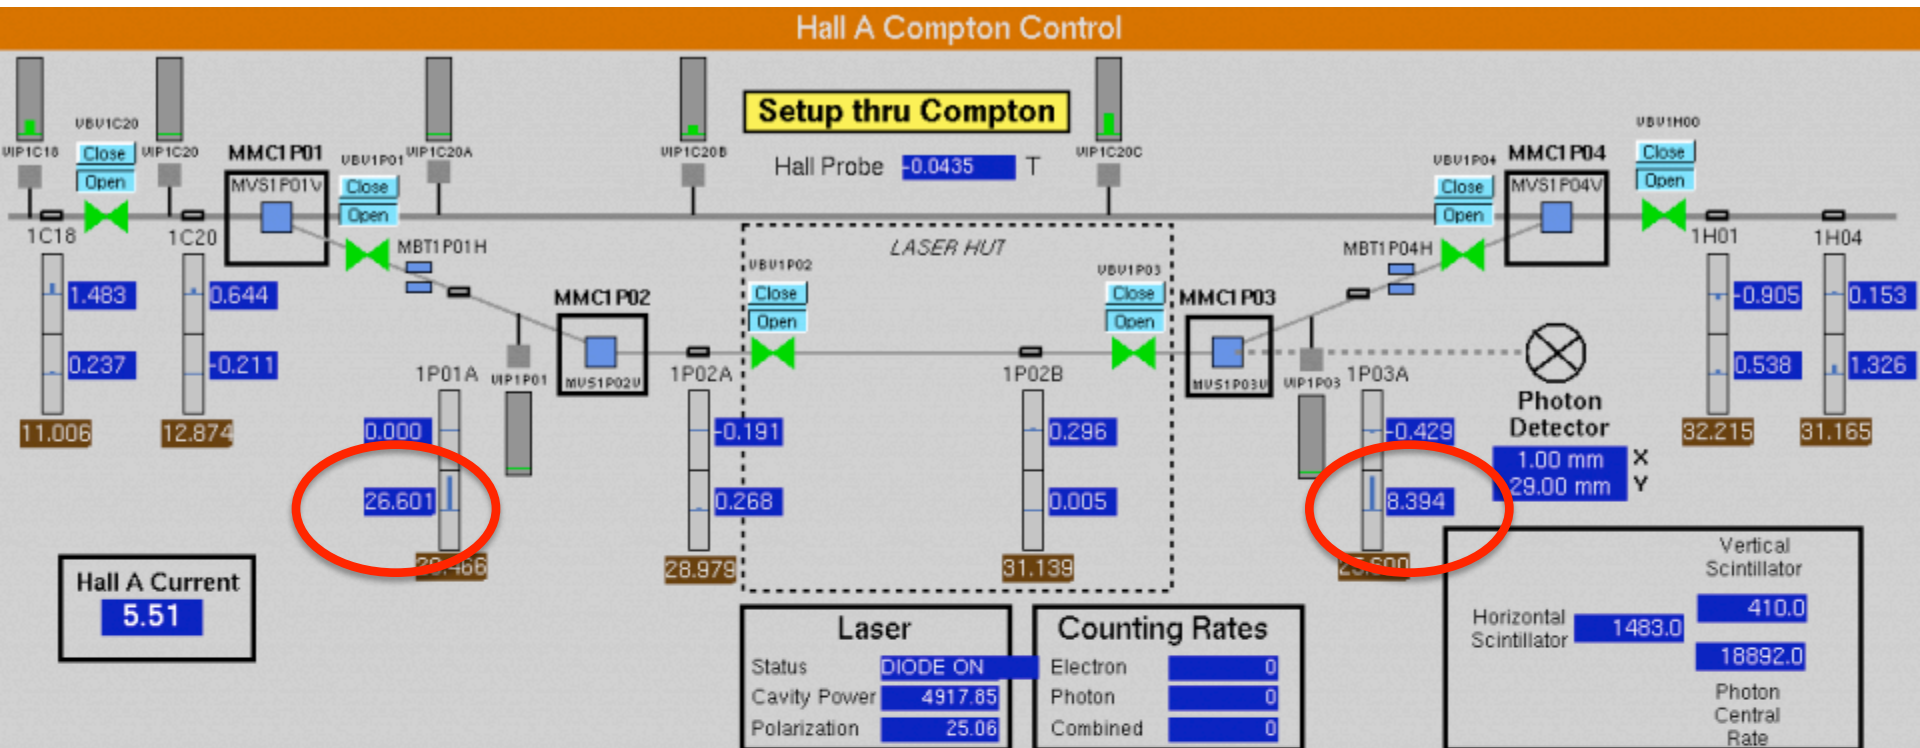 Hall A Compton Control
Setup thru Compton
Hall Probe -0.0435 T
VIP1C18
VBV1C20
Close
Open
VIP1C20
MMC1P01
MVS1P01V
VBV1P01
Close
Open
VIP1C20A
VIP1C20B
VIP1C20C
VBV1P04
Close
Open
MMC1P04
MVS1P04V
VBV1H00
Close
Open
1C18
1.483
0.237
11.006
1C20
0.644
-0.211
12.874
MBT1P01H
MMC1P02
MVS1P02V
LASER HUT
VBV1P02
Close
Open
VBV1P03
Close
Open
MMC1P03
MVS1P03V
MBT1P04H
1H01
-0.905
0.538
32.215
1H04
0.153
1.326
31.165
1P01A
0.000
26.601
VIP1P01
1P02A
-0.191
0.268
28.979
1P02B
0.296
0.005
31.139
VIP1P03
1P03A
-0.429
8.394
Photon
Detector
1.00 mm X
29.00 mm Y
Hall A Current
5.51
Laser
Status DIODE ON
Cavity Power 4917.85
Polarization 25.06
Counting Rates
Electron 0
Photon 0
Combined 0
Vertical
Scintillator
410.0
Horizontal
Scintillator
1483.0
18892.0
Photon
Central
Rate